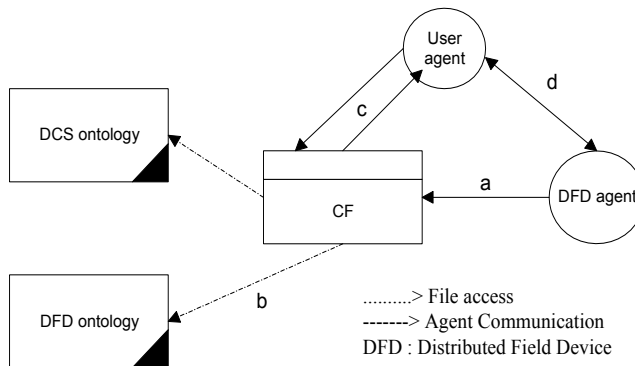 User
agent
d
c
DCS ontology
a
DFD agent
CF
b
DFD ontology
..........> File access
-------> Agent Communication
DFD : Distributed Field Device